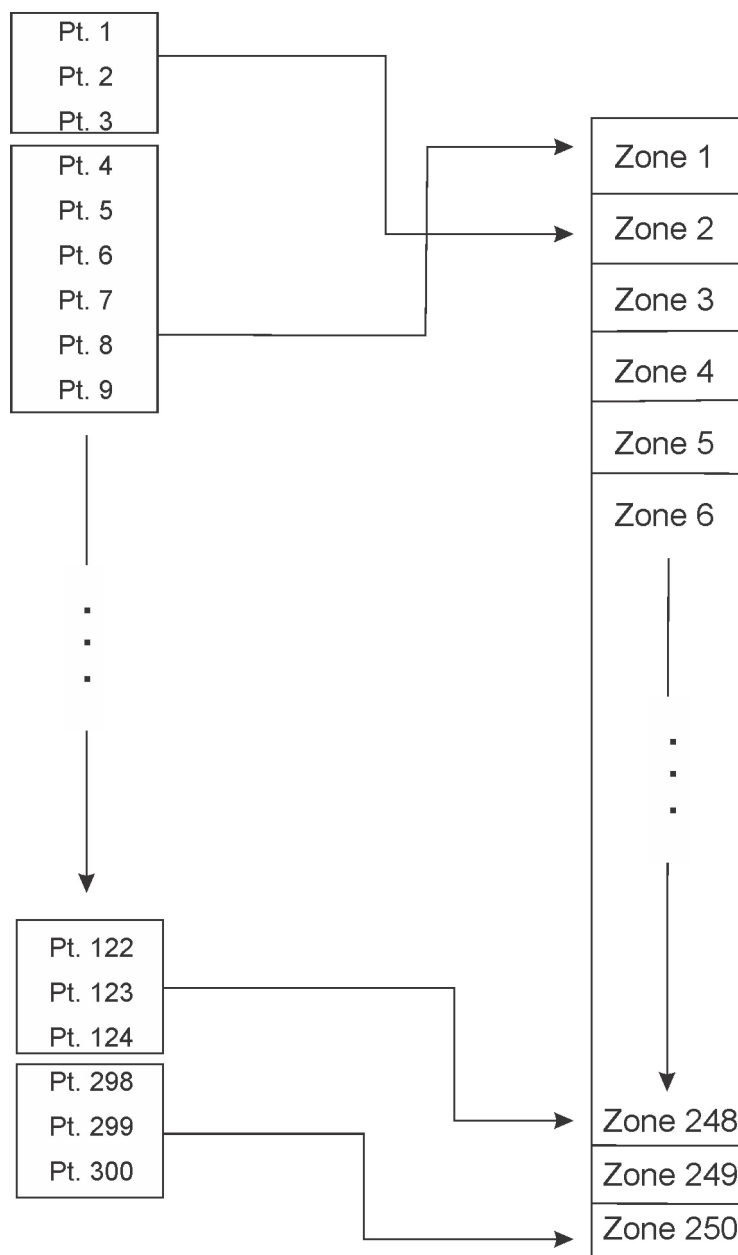 Pt. 1
Pt. 2
Pt. 3
Pt. 4
Pt. 5
Pt. 6
Pt. 7
Pt. 8
Pt. 9
Pt. 122
Pt. 123
Pt. 124
Pt. 298
Pt. 299
Pt. 300
Zone 1
Zone 2
Zone 3
Zone 4
Zone 5
Zone 6
Zone 248
Zone 249
Zone 250